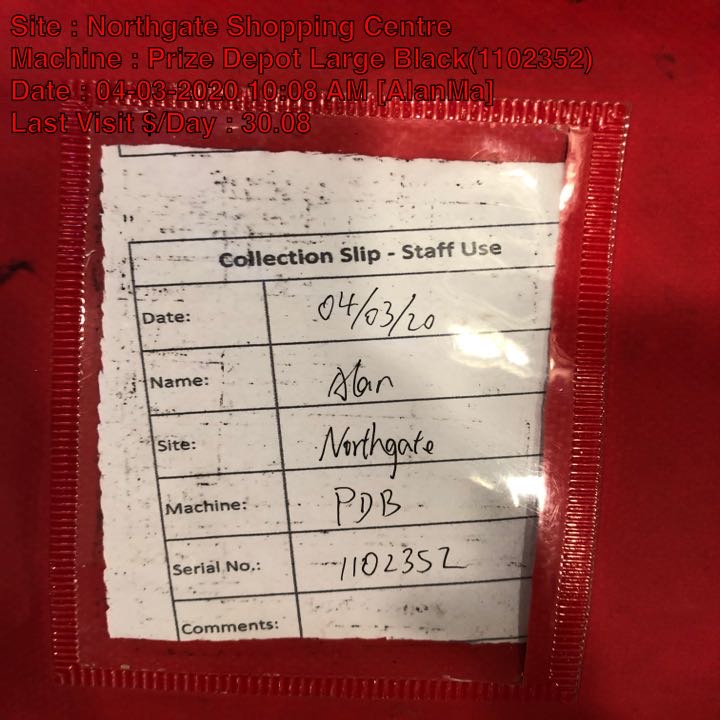 Site : Northgate Shopping Centre
Machine : Prize Depot Large Black(1102352)
Date : 04-03-2020 10:08 AM [AlanMa]
Last Visit $/Day : 30.08
Collection Slip - Staff Use
Date: 04/03/20
Name: Alan
Site: Northgate
Machine: PDB
Serial No.: 1102352
Comments: